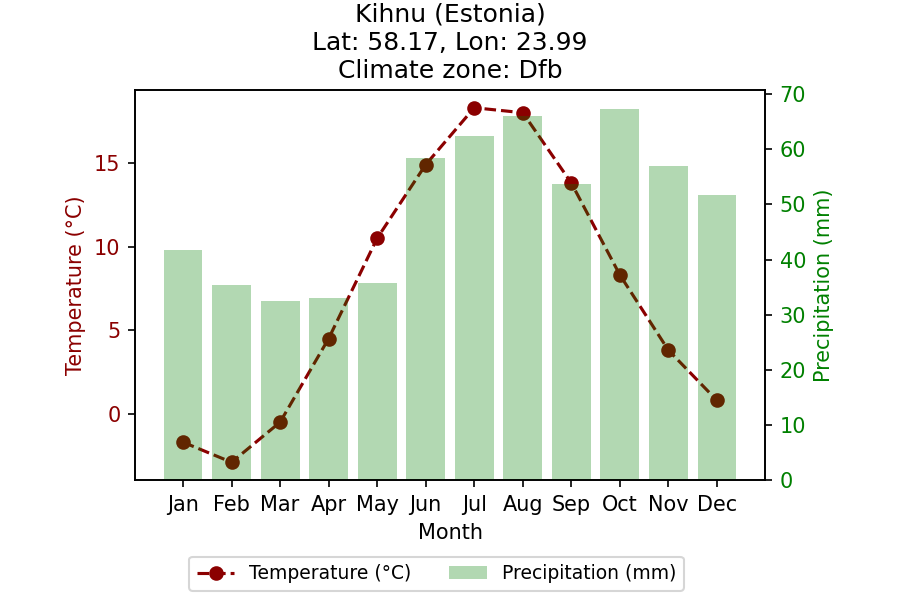 Kihnu (Estonia)
Lat: 58.17, Lon: 23.99
Climate zone: Dfb
Temperature (°C)
15
10
5
0
70
60
50
40
30
20
10
0
Precipitation (mm)
Jan Feb Mar Apr May Jun Jul Aug Sep Oct Nov Dec
Month
Temperature (°C) Precipitation (mm)